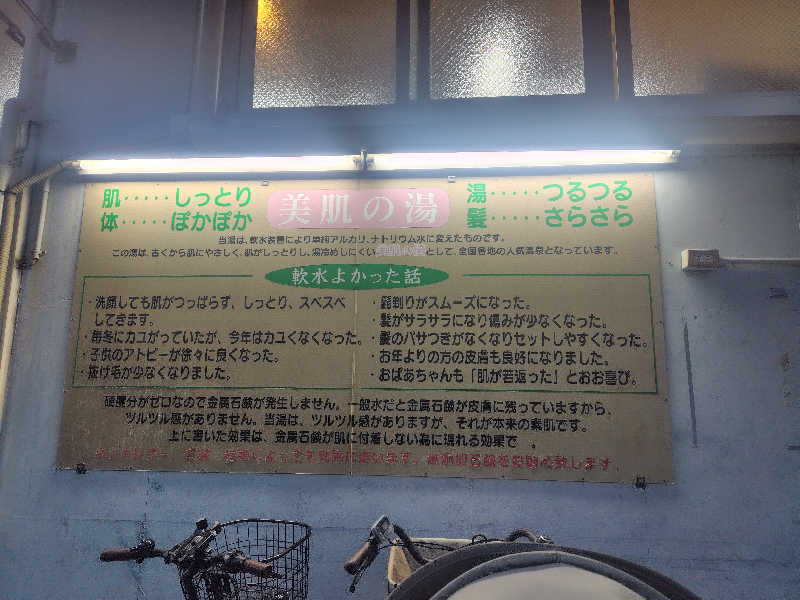 肌・・・・・しっとり
体・・・・・ぽかぽか
美肌の湯
湯・・・・・つるつる
髪・・・・・さらさら
当湯は、軟水装置により単純アルカリ、ナトリウム水に変えたものです。
この湯は、古くから肌にやさしく、肌がしっとりし、湯冷めしにくい として、全国各地の人気温泉となっています。
軟水よかった話
・洗顔しても肌がつっぱらず、しっとり、スベスベ
してきます。
・毎冬にカユがっていたが、今年はカユくなくなった。
・子供のアトピーが徐々に良くなった。
・抜け毛が少なくなりました。
・髭剃りがスムーズになった。
・髪がサラサラになり傷みが少なくなった。
・髪のパサつきがなくなりセットしやすくなった。
・お年よりの方の皮膚も良好になりました。
・おばあちゃんも「肌が若返った」とおお喜び。
硬度分がゼロなので金属石鹸が発生しません。一般水だと金属石鹸が皮膚に残っていますから、
ツルツル感がありません。当湯は、ツルツル感がありますが、それが本来の素肌です。
上に書いた効果は、金属石鹸が肌に付着しない為に現れる効果で 。
します。